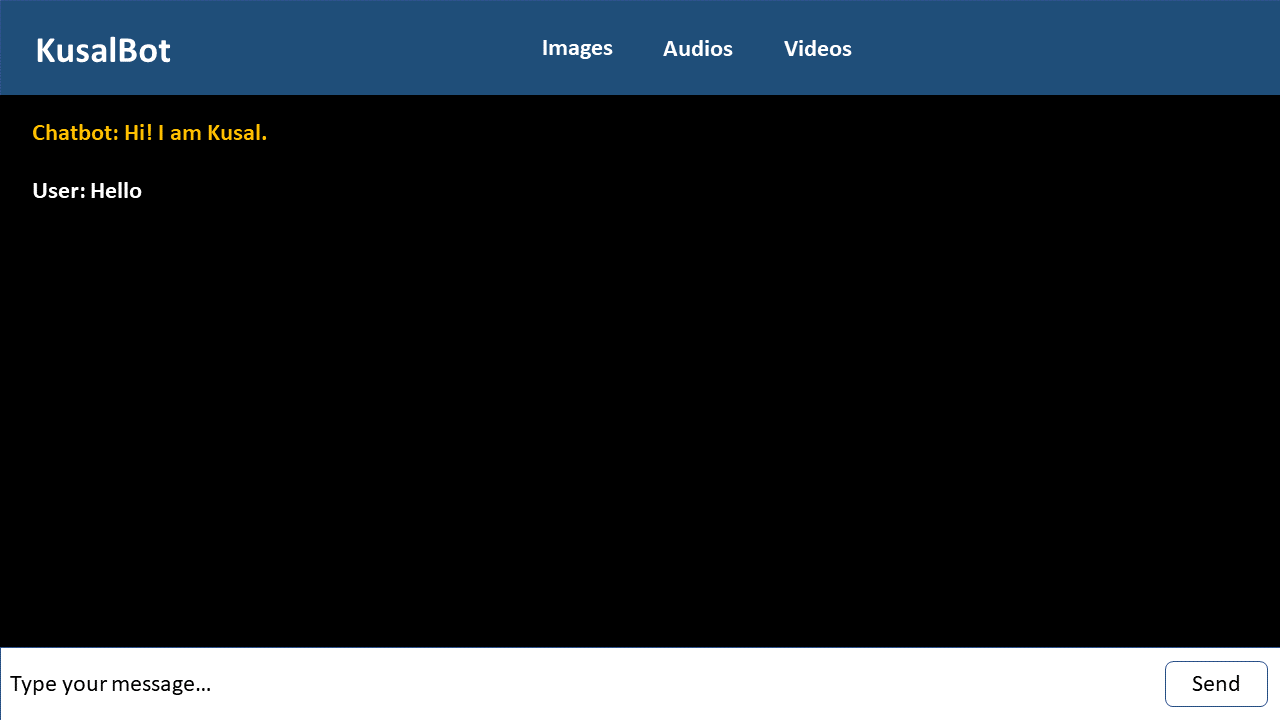 KusalBot
Images Audios Videos
Chatbot: Hi! I am Kusal.
User: Hello
Type your message...
Send